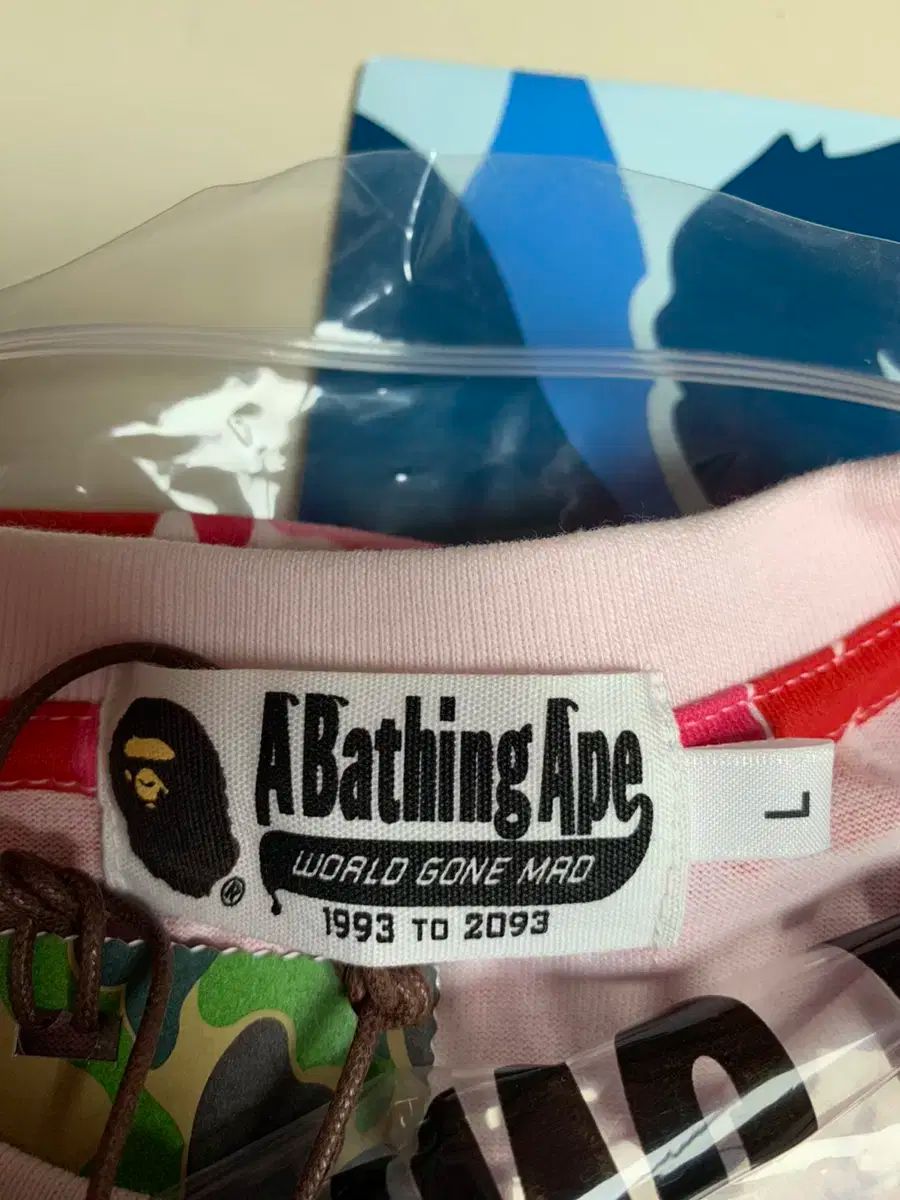 A Bathing Ape
L
WORLD GONE MAD
1993 TO 2093